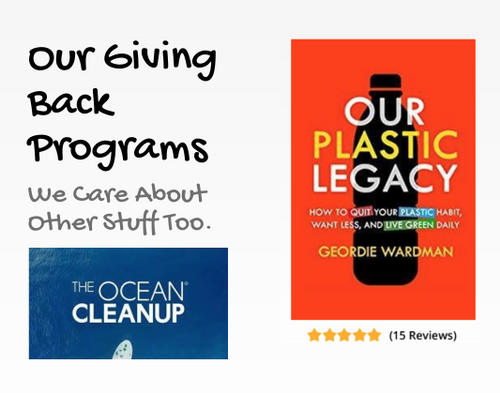 Our Giving
Back
Programs
We Care About
Other Stuff Too.
THE OCEAN®
CLEANUP
OUR
PLASTIC
LEGACY
HOW TO QUIT YOUR PLASTIC HABIT,
WANT LESS, AND LIVE GREEN DAILY
GEORDIE WARDMAN
(15 Reviews)